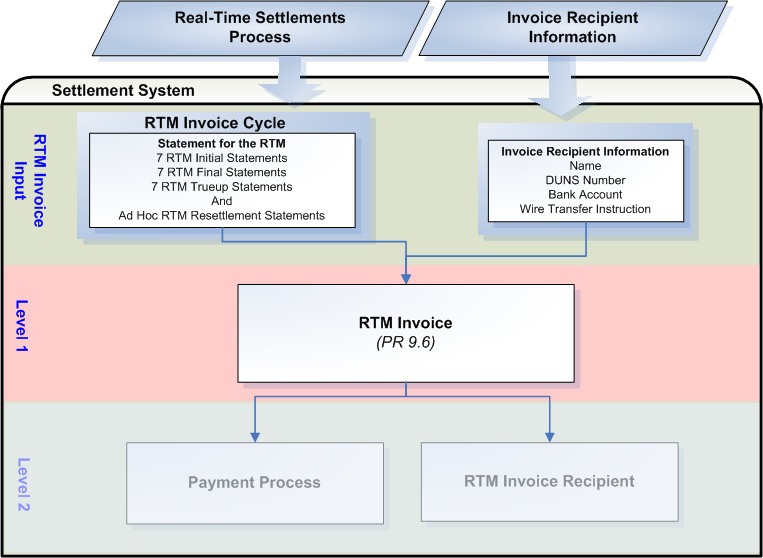 Real-Time Settlements
Process
Invoice Recipient
Information
Settlement System
RTM Invoice
Input
RTM Invoice Cycle
Statement for the RTM
7 RTM Initial Statements
7 RTM Final Statements
7 RTM Trueup Statements
And
Ad Hoc RTM Resettlement Statements
Invoice Recipient Information
Name
DUNS Number
Bank Account
Wire Transfer Instruction
Level 1
RTM Invoice
(PR 9.6)
Level 2
Payment Process
RTM Invoice Recipient